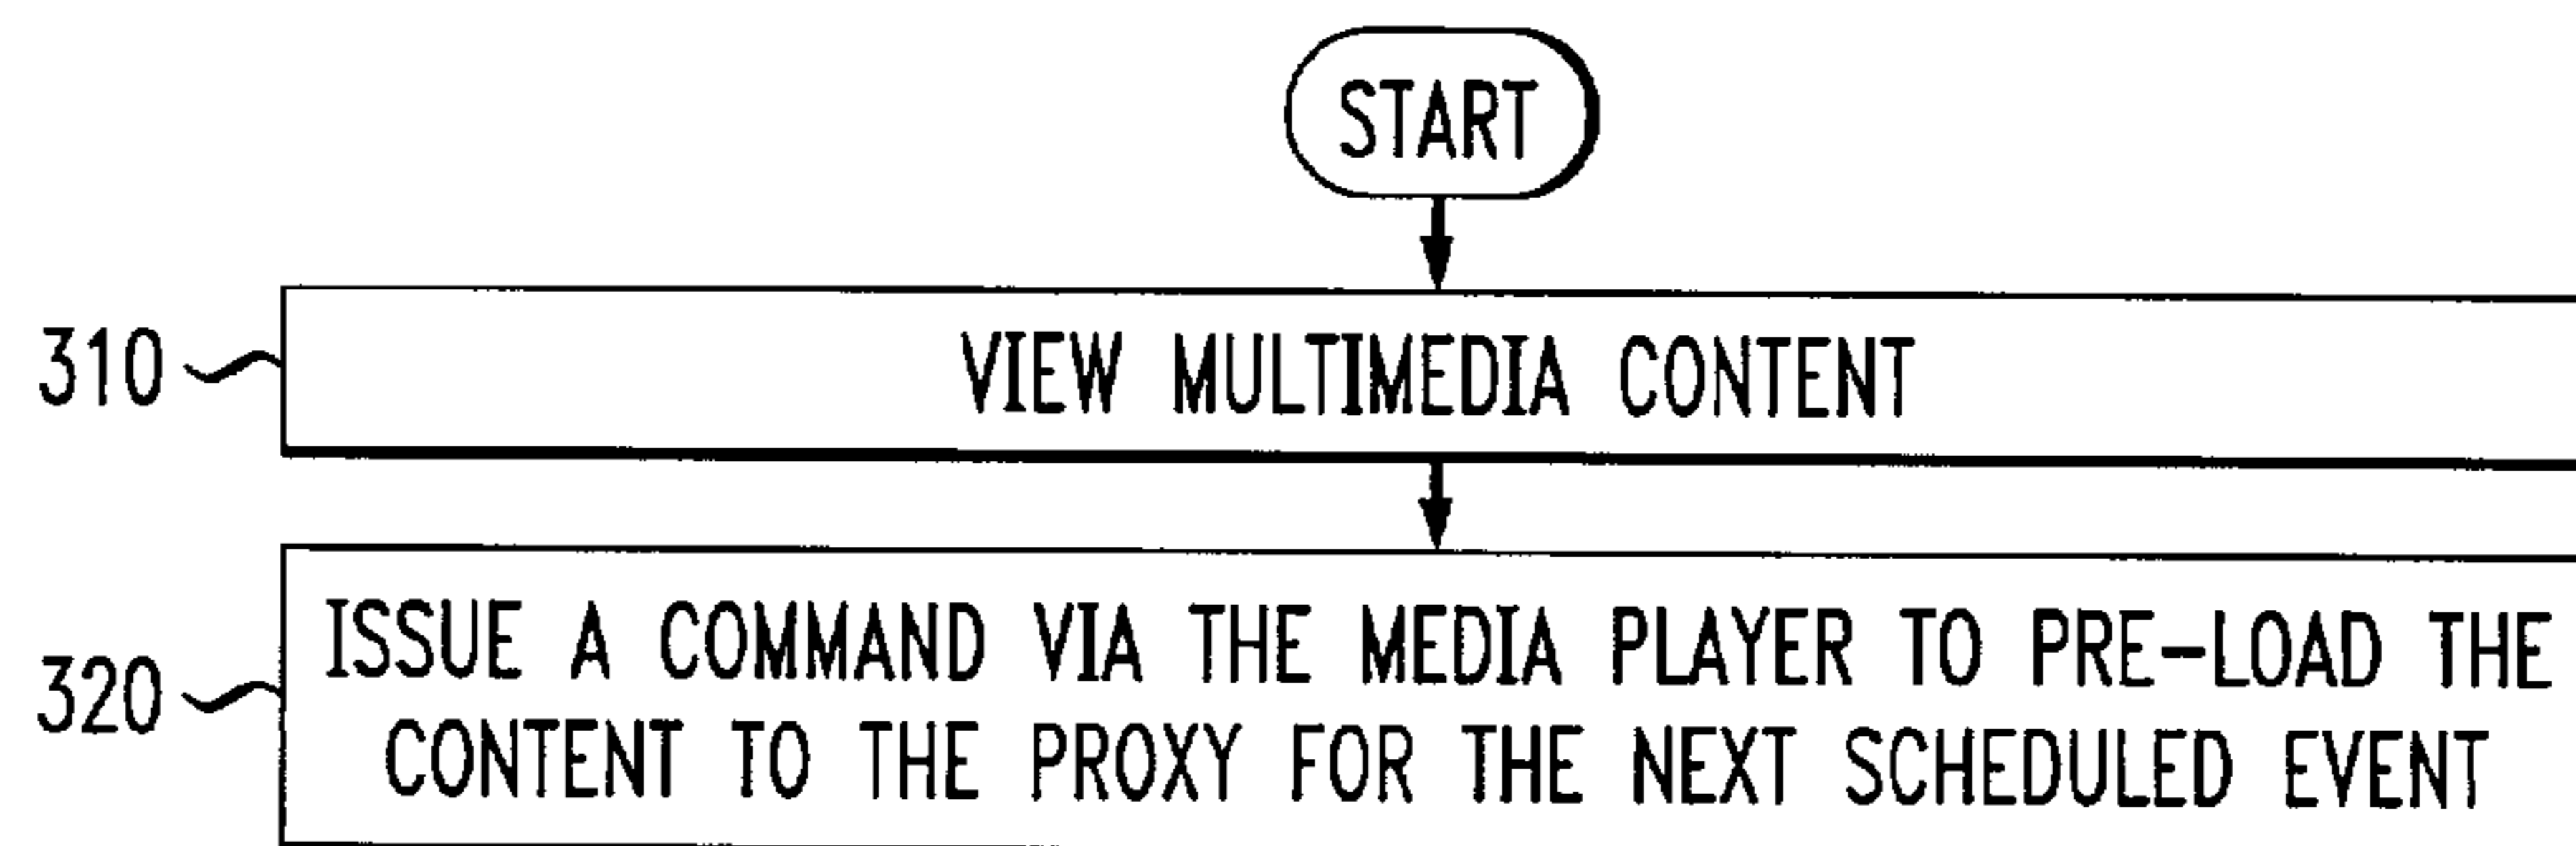 START
310
VIEW MULTIMEDIA CONTENT
320
ISSUE A COMMAND VIA THE MEDIA PLAYER TO PRE-LOAD THE
CONTENT TO THE PROXY FOR THE NEXT SCHEDULED EVENT